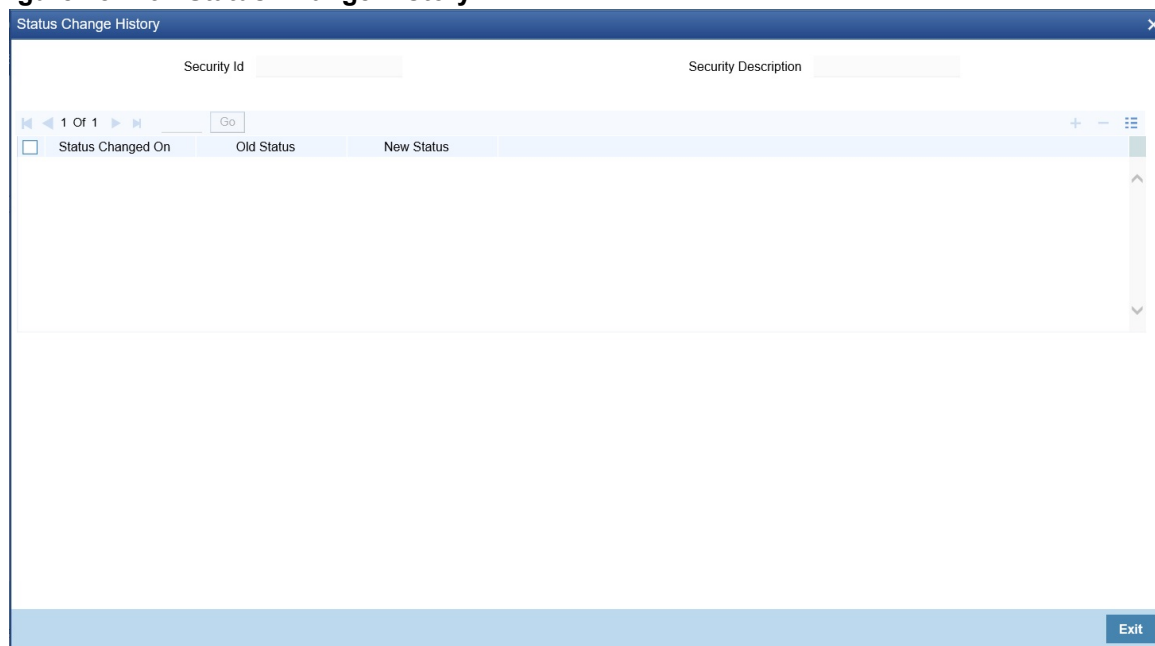 Status Change History
Security Id Security Description
1 Of 1 Go
Status Changed On Old Status New Status
Exit